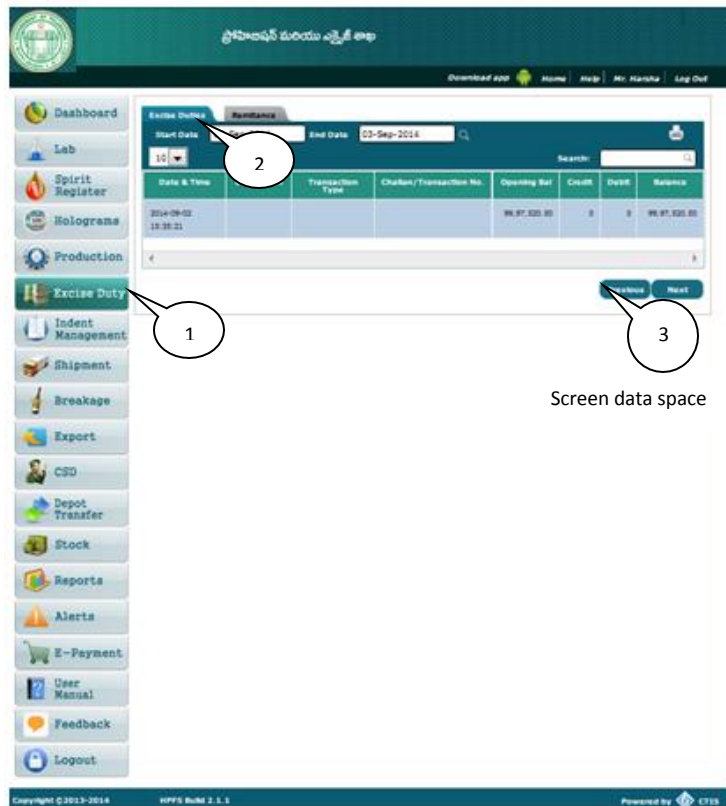 ప్రోహిబిషన్ మరియు ఎక్సైజ్ శాఖ
Download app Home Help Mr. Harsha Log Out
Dashboard
Lab
Spirit
Register
Holograms
Production
Excise Duty
Indent
Management
Shipment
Breakage
Export
CSD
Depot
Transfer
Stock
Reports
Alerts
E-Payment
User
Manual
Feedback
Logout
Excise Duties Remittance
Start Date End Date 03-Sep-2014
10 Search:
Date & Time Transaction Type Challan/Transaction No. Opening Bal Credit Debit Balance
2014-09-02
15:35:21
0 0
Previous Next
1
2
3
Screen data space
Copyright ©2013-2014 HPFS Build 2.1.1 Powered by CTEL